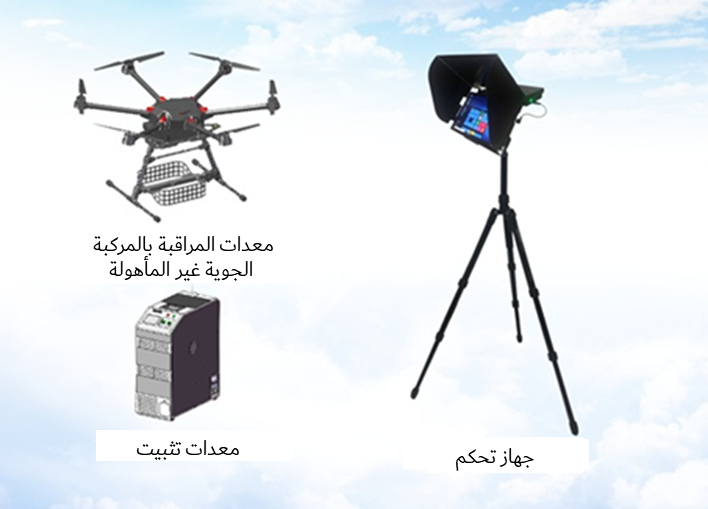 معدات المراقبة بالمركبة
الجوية غير المأهولة
معدات تثبيت
جهاز تحكم